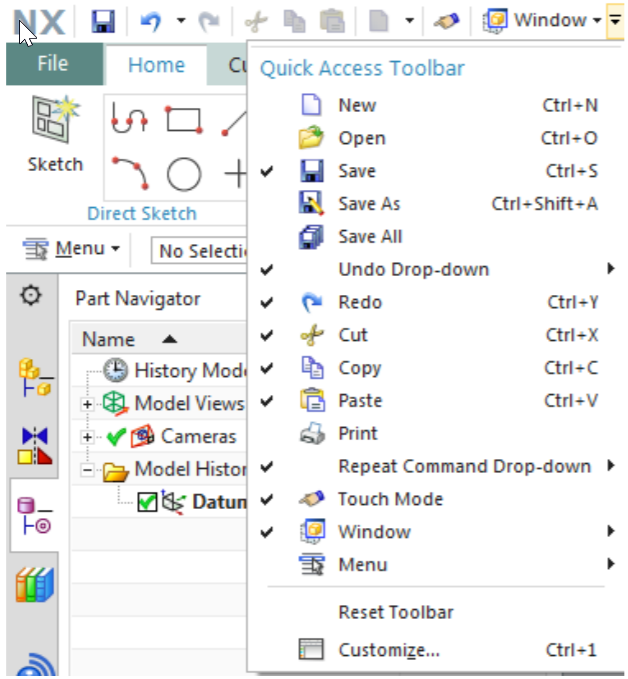 NX
Window
File
Home
Cu
Quick Access Toolbar
New Ctrl+N
Open Ctrl+O
Save Ctrl+S
Save As Ctrl+Shift+A
Save All
Undo Drop-down
Redo Ctrl+Y
Cut Ctrl+X
Copy Ctrl+C
Paste Ctrl+V
Print
Repeat Command Drop-down
Touch Mode
Window
Menu
Reset Toolbar
Customize... Ctrl+1
Sketch
Direct Sketch
Menu
No Selecti
Part Navigator
Name
History Mode
Model Views
Cameras
Model Histor
Datun